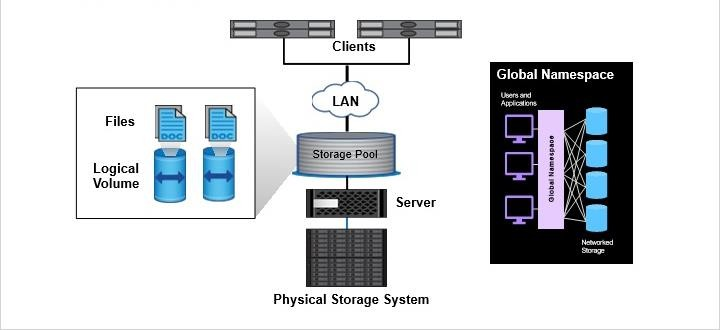 Clients
LAN
Files
DOC
DOC
Logical
Volume
Storage Pool
Server
Physical Storage System
Global Namespace
Users and
Applications
Global Namespace
Networked
Storage